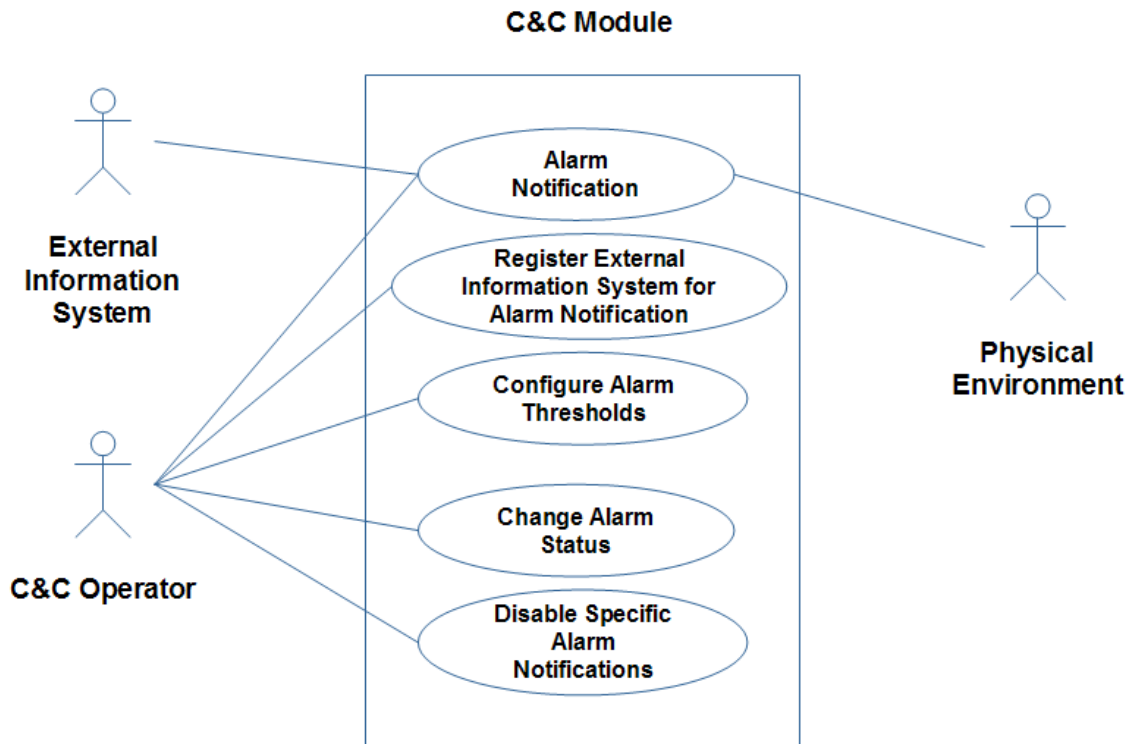 C&C Module
Alarm
Notification
External
Information
System
Register External
Information System for
Alarm Notification
Physical
Environment
Configure Alarm
Thresholds
C&C Operator
Change Alarm
Status
Disable Specific
Alarm
Notifications